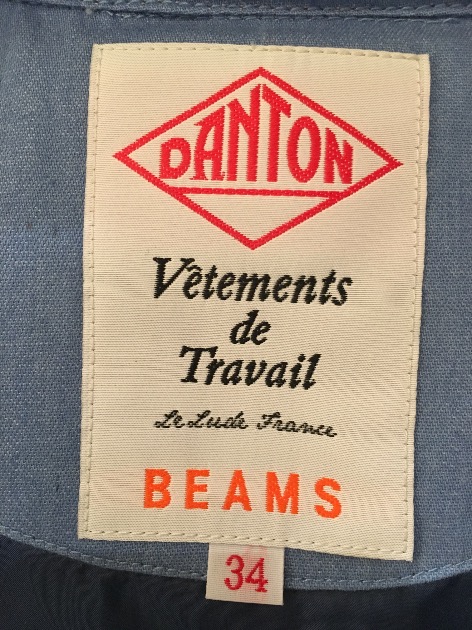 DANTON
Vêtements
de
Travail
Le Lude France
BEAMS
34